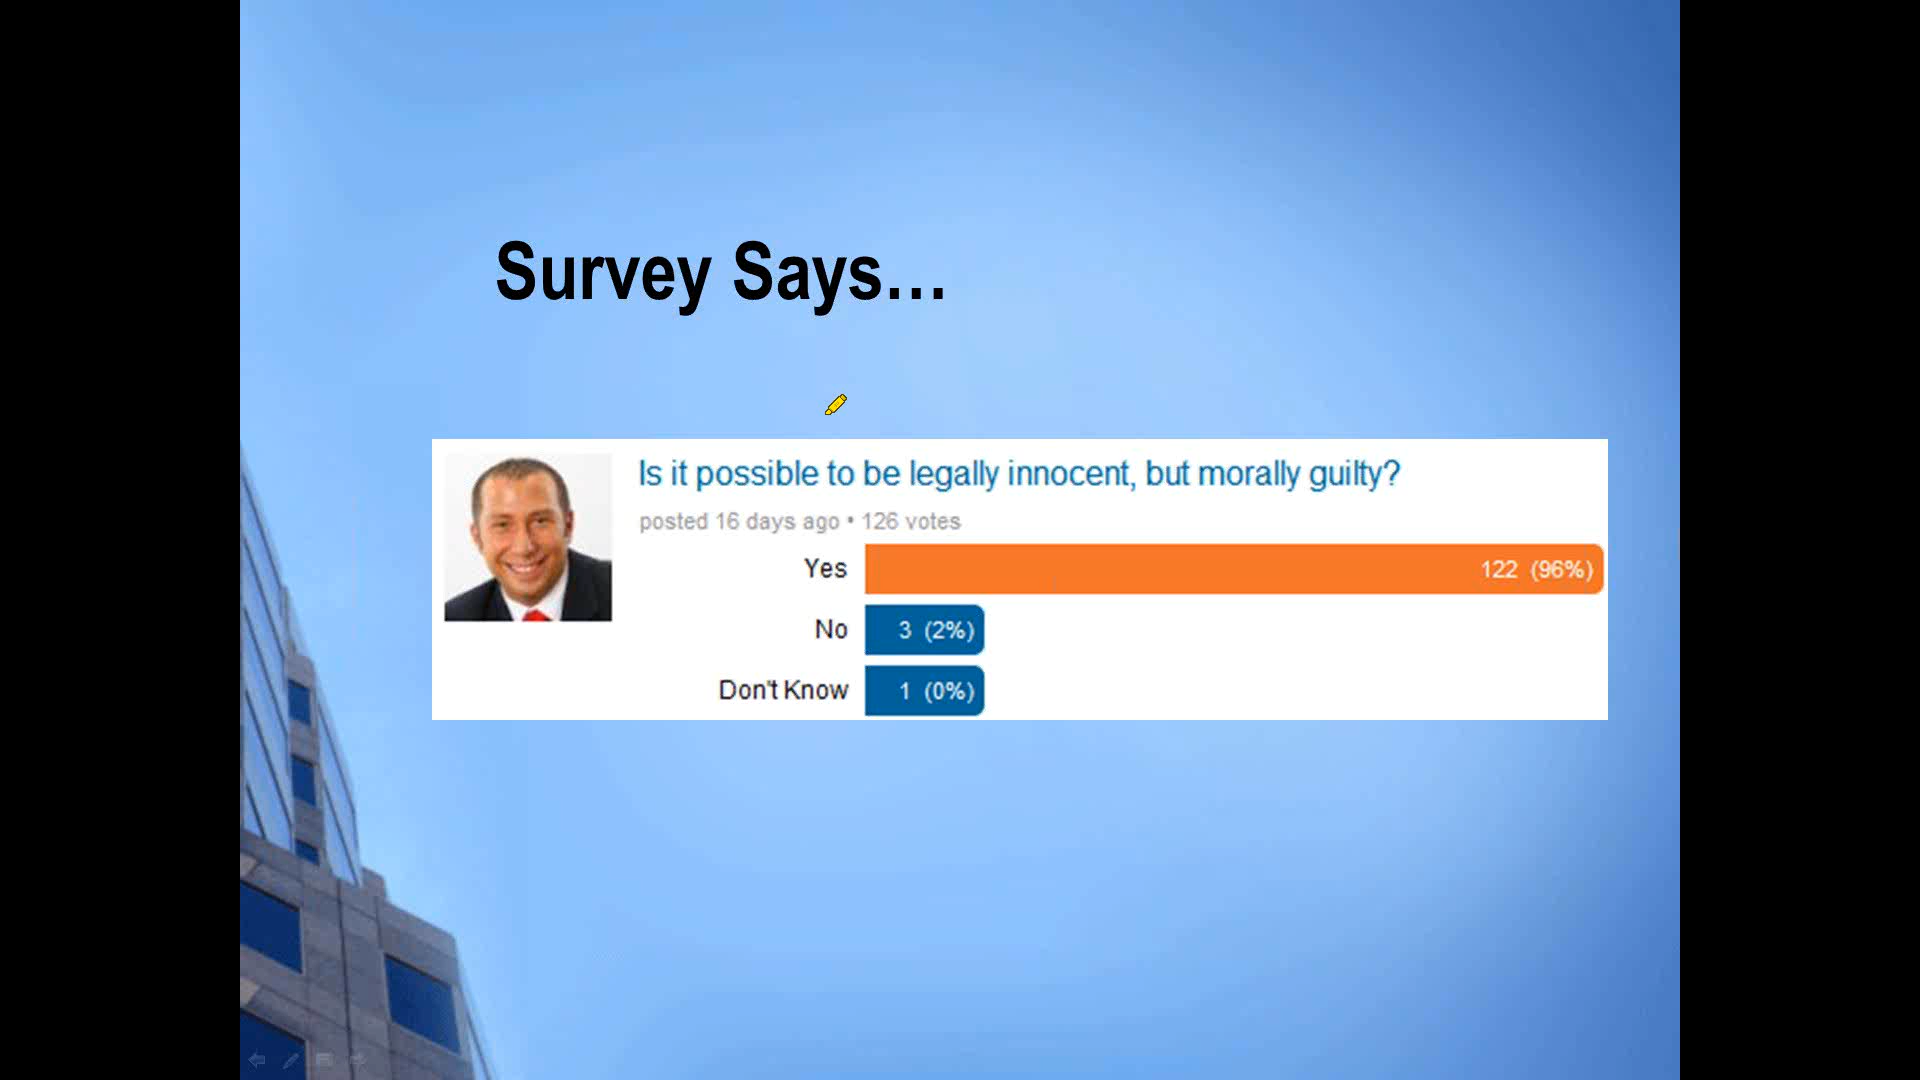 Survey Says…
Is it possible to be legally innocent, but morally guilty?
posted 16 days ago • 126 votes
Yes 122 (96%)
No 3 (2%)
Don't Know 1 (0%)